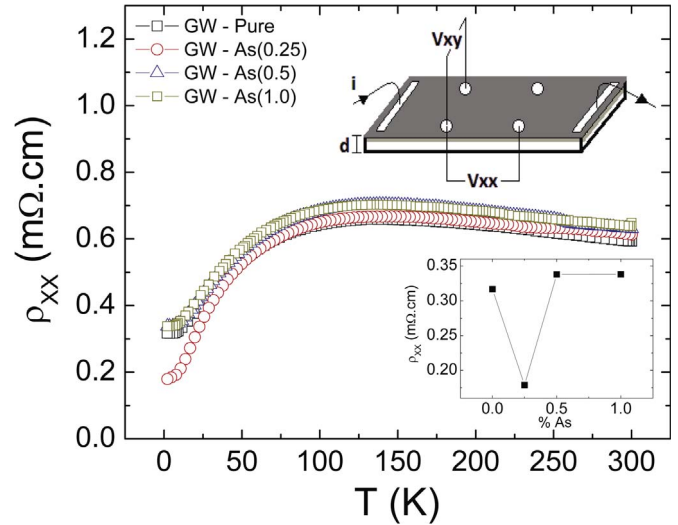 GW - Pure
GW - As(0.25)
GW - As(0.5)
GW - As(1.0)
Vxy
i
d
Vxx
1.2
1.0
0.8
0.6
0.4
0.2
0.0
ρxx (mΩ.cm)
0 50 100 150 200 250 300
T (K)
0.35
0.30
0.25
0.20
ρxx (mΩ.cm)
0.0 0.5 1.0
% As